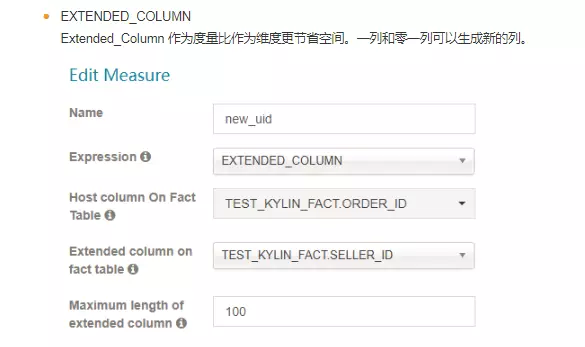 EXTENDED_COLUMN
Extended_Column 作为度量比作为维度更节省空间。一列和零一列可以生成新的列。
Edit Measure
Name
new_uid
Expression
EXTENDED_COLUMN
Host column On Fact
Table
TEST_KYLIN_FACT.ORDER_ID
Extended column on
fact table
TEST_KYLIN_FACT.SELLER_ID
Maximum length of
extended column
100